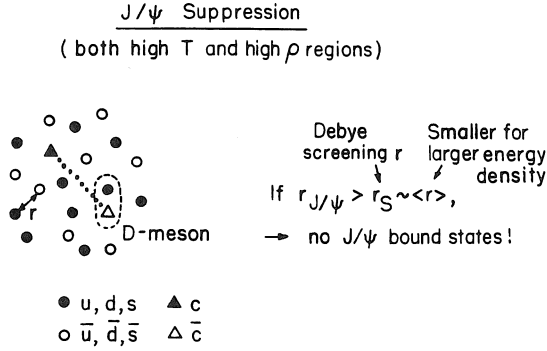 J/ψ Suppression
(both high T and high ρ regions)
Debye
screening r
Smaller for
larger energy
density
If r_J/ψ > r_S ~ <r>,
→ no J/ψ bound states!
r
D-meson
● u, d, s ▲ c
○ ū, d̄, s̄ △ c̄